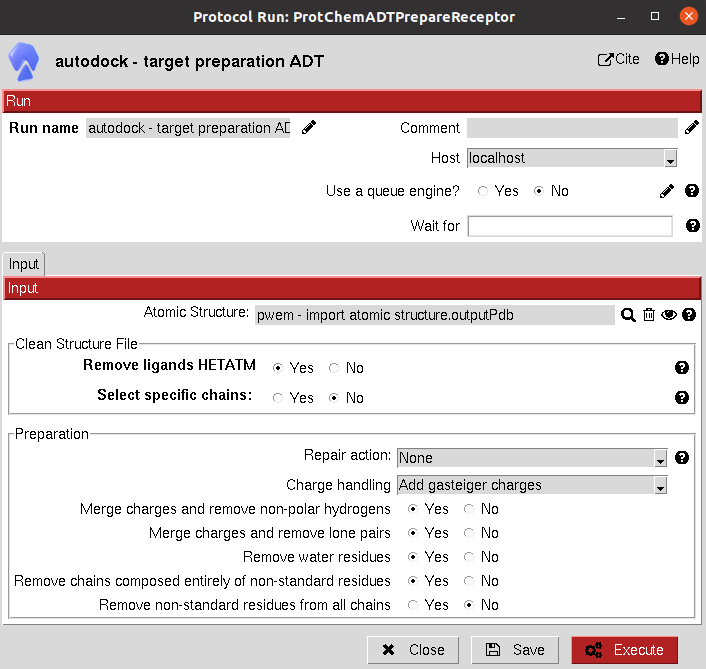 Protocol Run: ProtChemADTPrepareReceptor
autodock - target preparation ADT
Cite
Help
Run
Run name autodock - target preparation AD
Comment
Host localhost
Use a queue engine? Yes No
Wait for
Input
Input
Atomic Structure: pwem - import atomic structure.outputPdb
Clean Structure File
Remove ligands HETATM Yes No
Select specific chains: Yes No
Preparation
Repair action: None
Charge handling Add gasteiger charges
Merge charges and remove non-polar hydrogens Yes No
Merge charges and remove lone pairs Yes No
Remove water residues Yes No
Remove chains composed entirely of non-standard residues Yes No
Remove non-standard residues from all chains Yes No
Close Save Execute